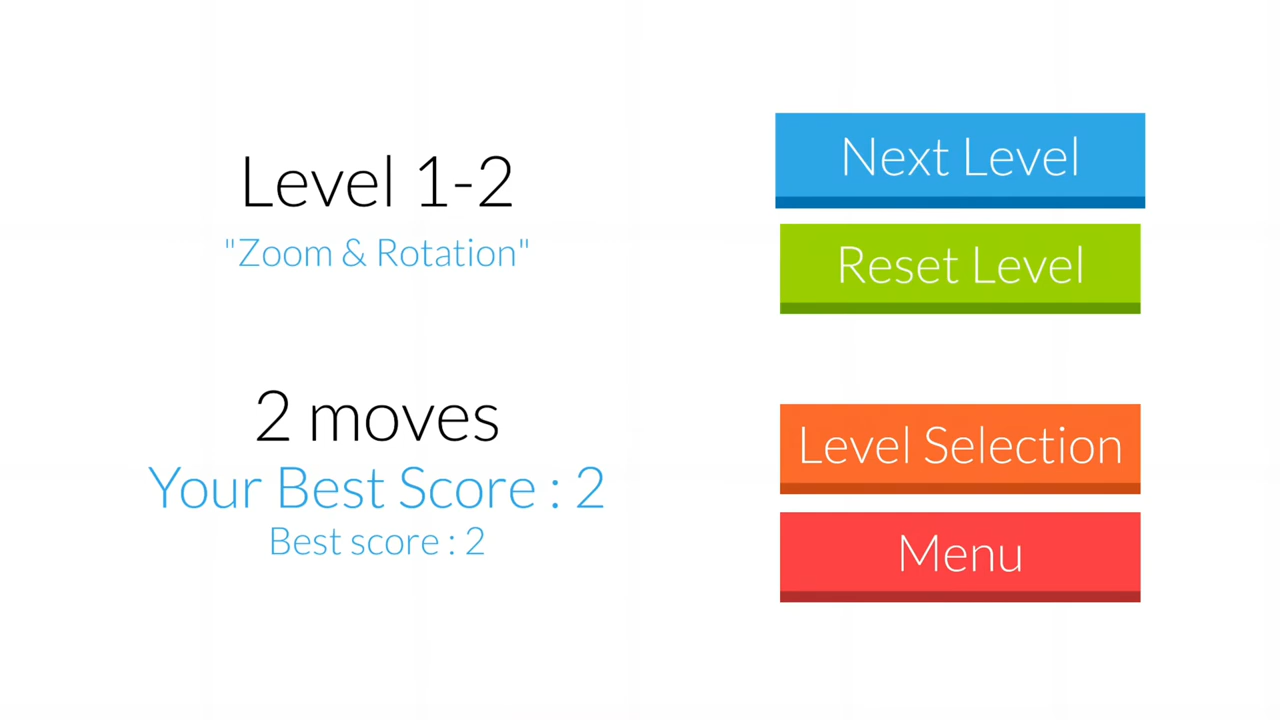 Level 1-2
"Zoom & Rotation"
2 moves
Your Best Score : 2
Best score : 2
Next Level
Reset Level
Level Selection
Menu